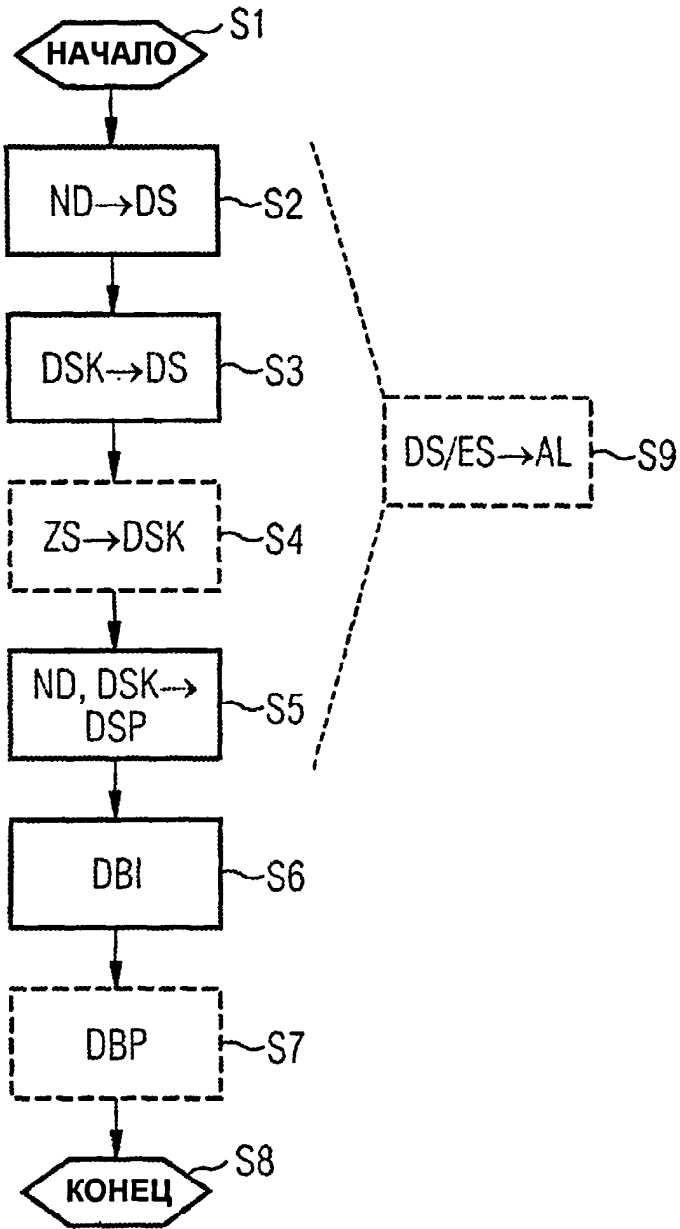 НАЧАЛО
S1
ND→DS
S2
DSK→DS
S3
DS/ES→AL
S9
ZS→DSK
S4
ND, DSK→
DSP
S5
DBI
S6
DBP
S7
КОНЕЦ
S8